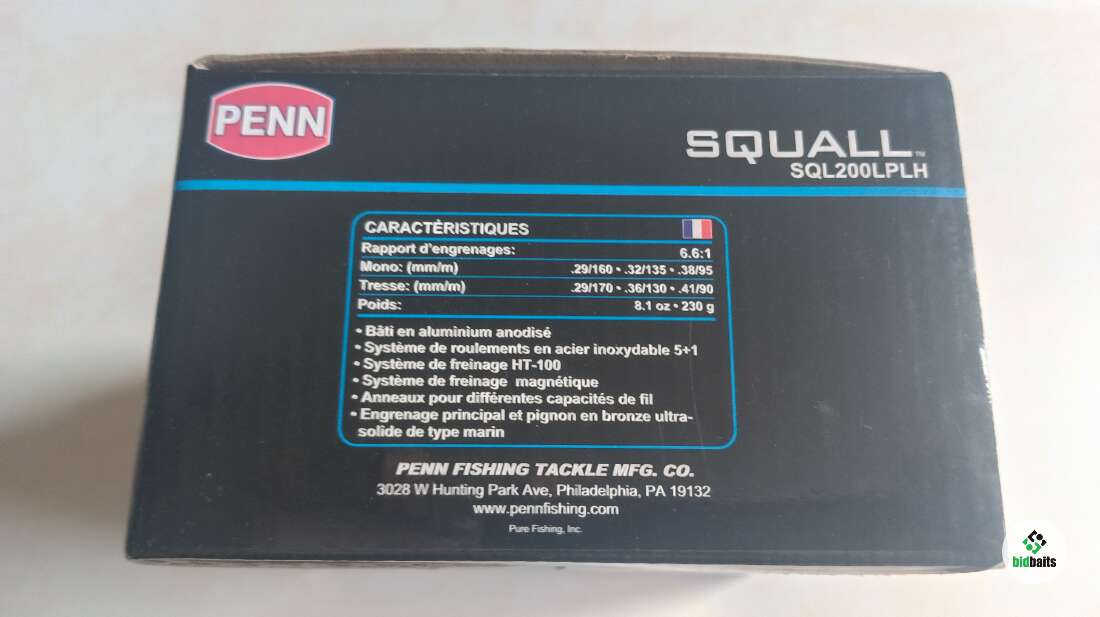 PENN
SQUALL™
SQL200LPLH
CARACTÈRISTIQUES
Rapport d'engrenages: 6.6:1
Mono: (mm/m) .29/160 • .32/135 • .38/95
Tresse: (mm/m) .29/170 • .36/130 • .41/90
Poids: 8.1 oz • 230 g
• Bâti en aluminium anodisé
• Système de roulements en acier inoxydable 5+1
• Système de freinage HT-100
• Système de freinage magnétique
• Anneaux pour différentes capacités de fil
• Engrenage principal et pignon en bronze ultra-
solide de type marin
PENN FISHING TACKLE MFG. CO.
3028 W Hunting Park Ave, Philadelphia, PA 19132
www.pennfishing.com
Pure Fishing, Inc.
bidbaits